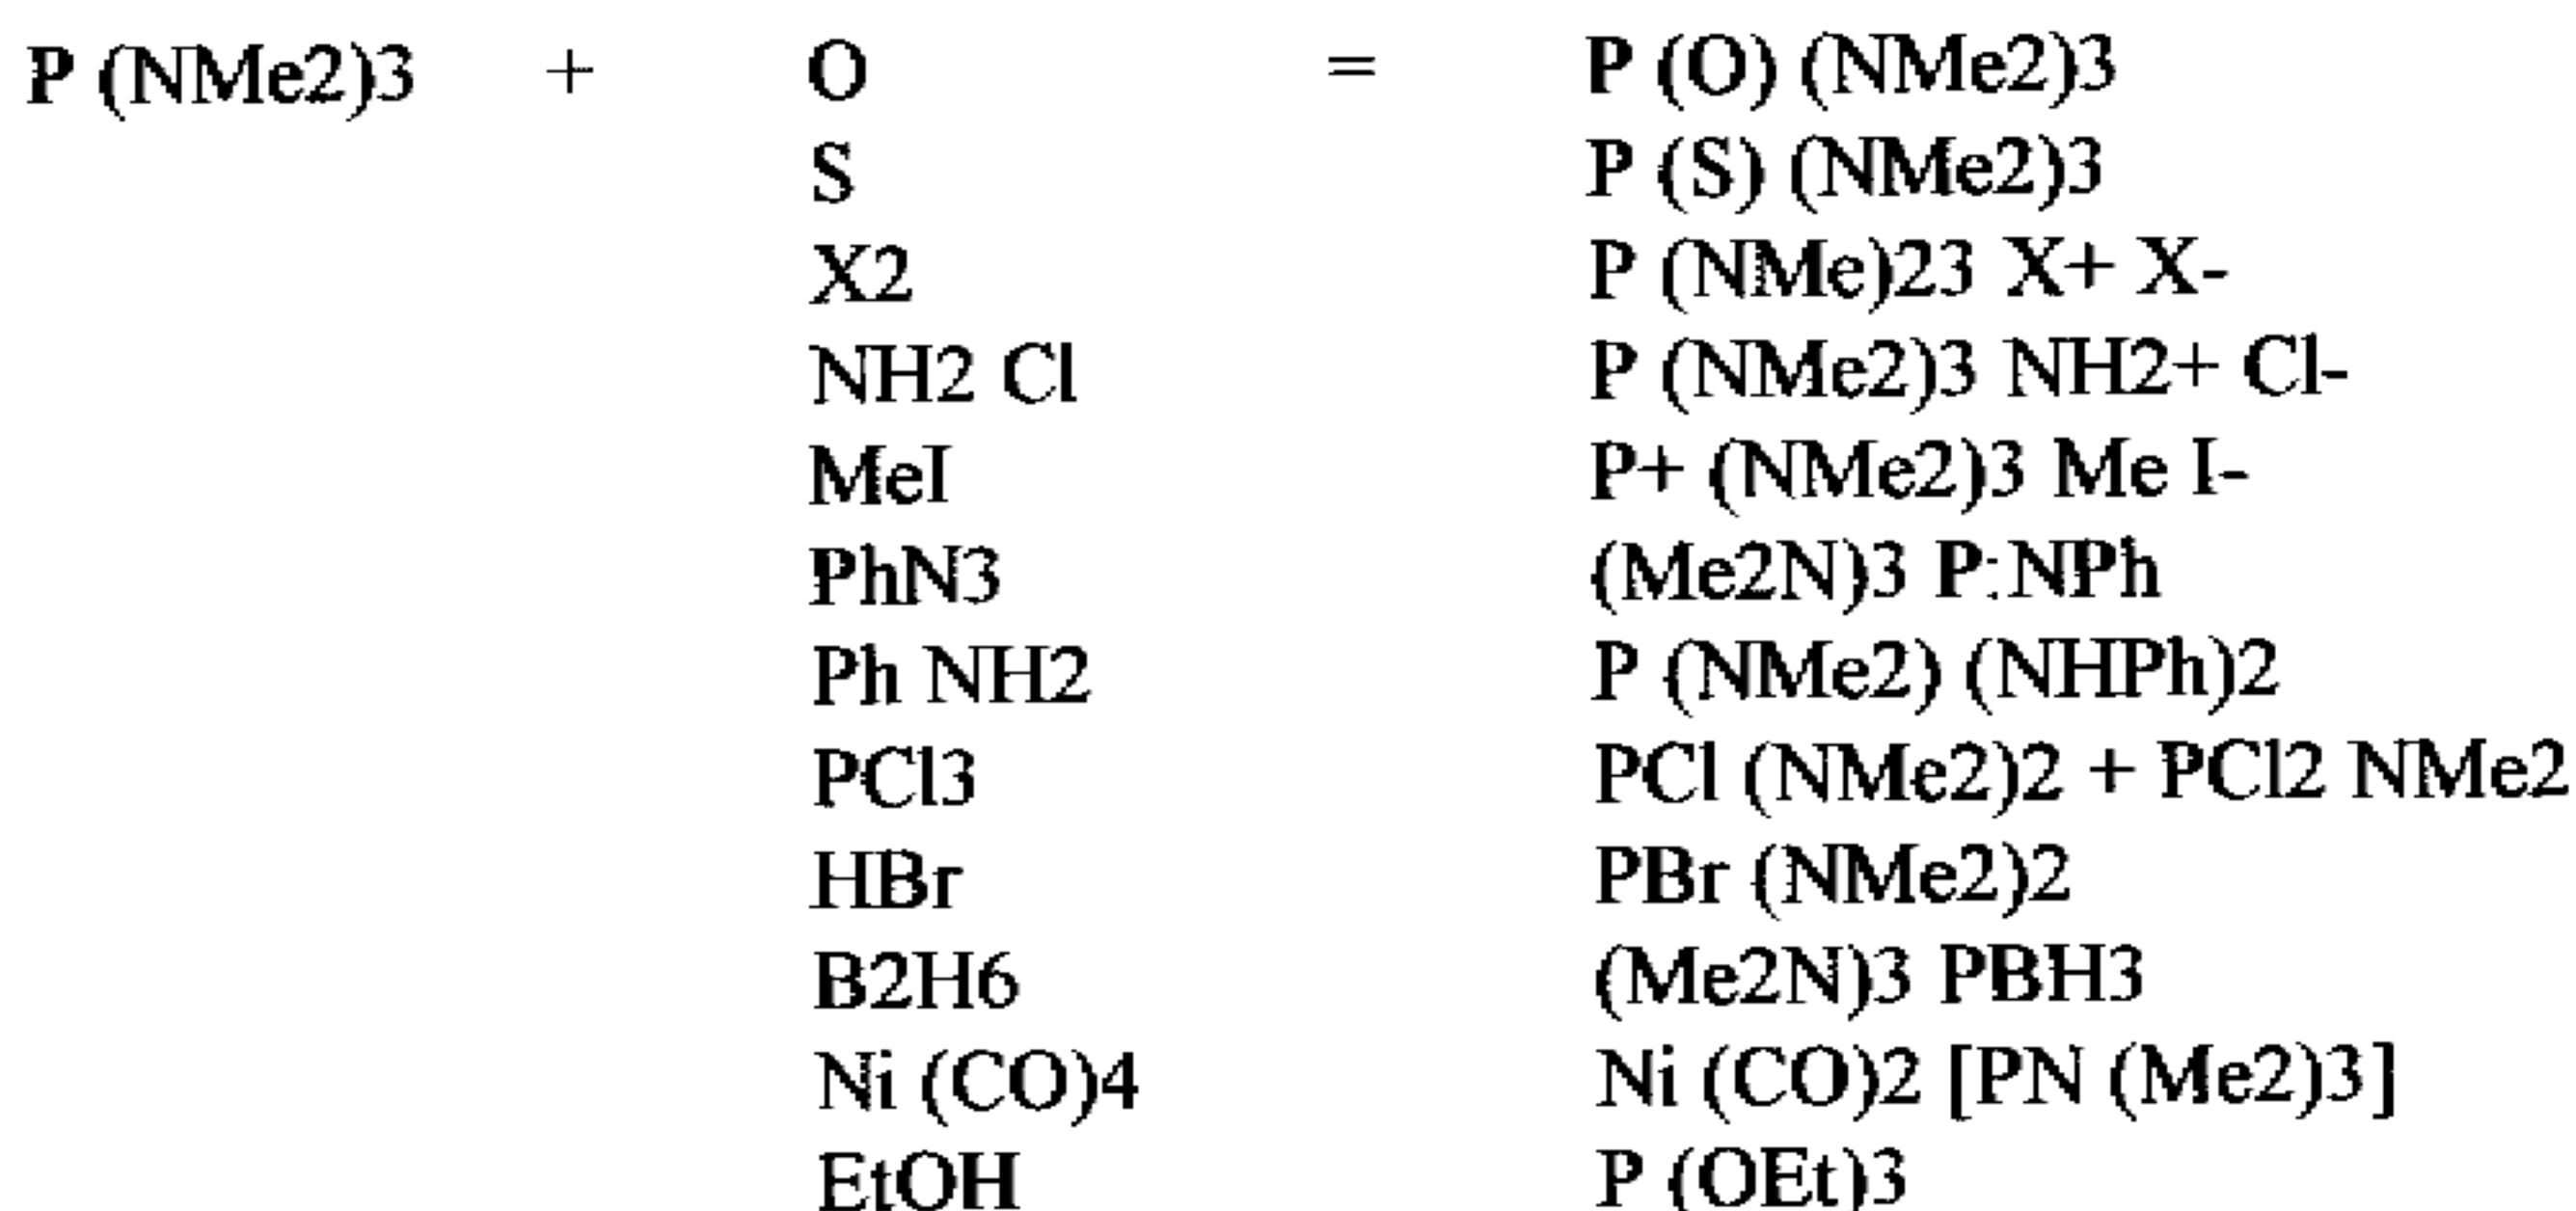 P (NMe2)3 + O = P (O) (NMe2)3
S P (S) (NMe2)3
X2 P (NMe)23 X+ X-
NH2 Cl P (NMe2)3 NH2+ Cl-
MeI P+ (NMe2)3 Me I-
PhN3 (Me2N)3 P:NPh
Ph NH2 P (NMe2) (NHPh)2
PCl3 PCl (NMe2)2 + PCl2 NMe2
HBr PBr (NMe2)2
B2H6 (Me2N)3 PBH3
Ni (CO)4 Ni (CO)2 [PN (Me2)3]
EtOH P (OEt)3